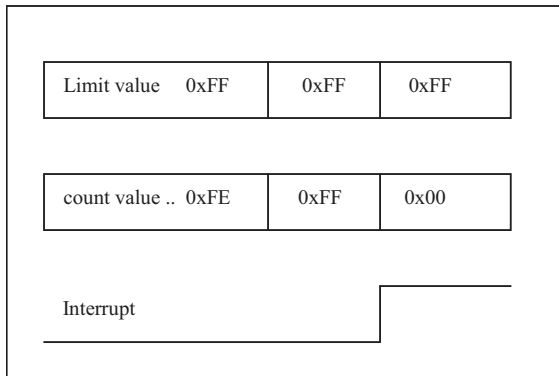 Limit value 0xFF 0xFF 0xFF
count value .. 0xFE 0xFF 0x00
Interrupt